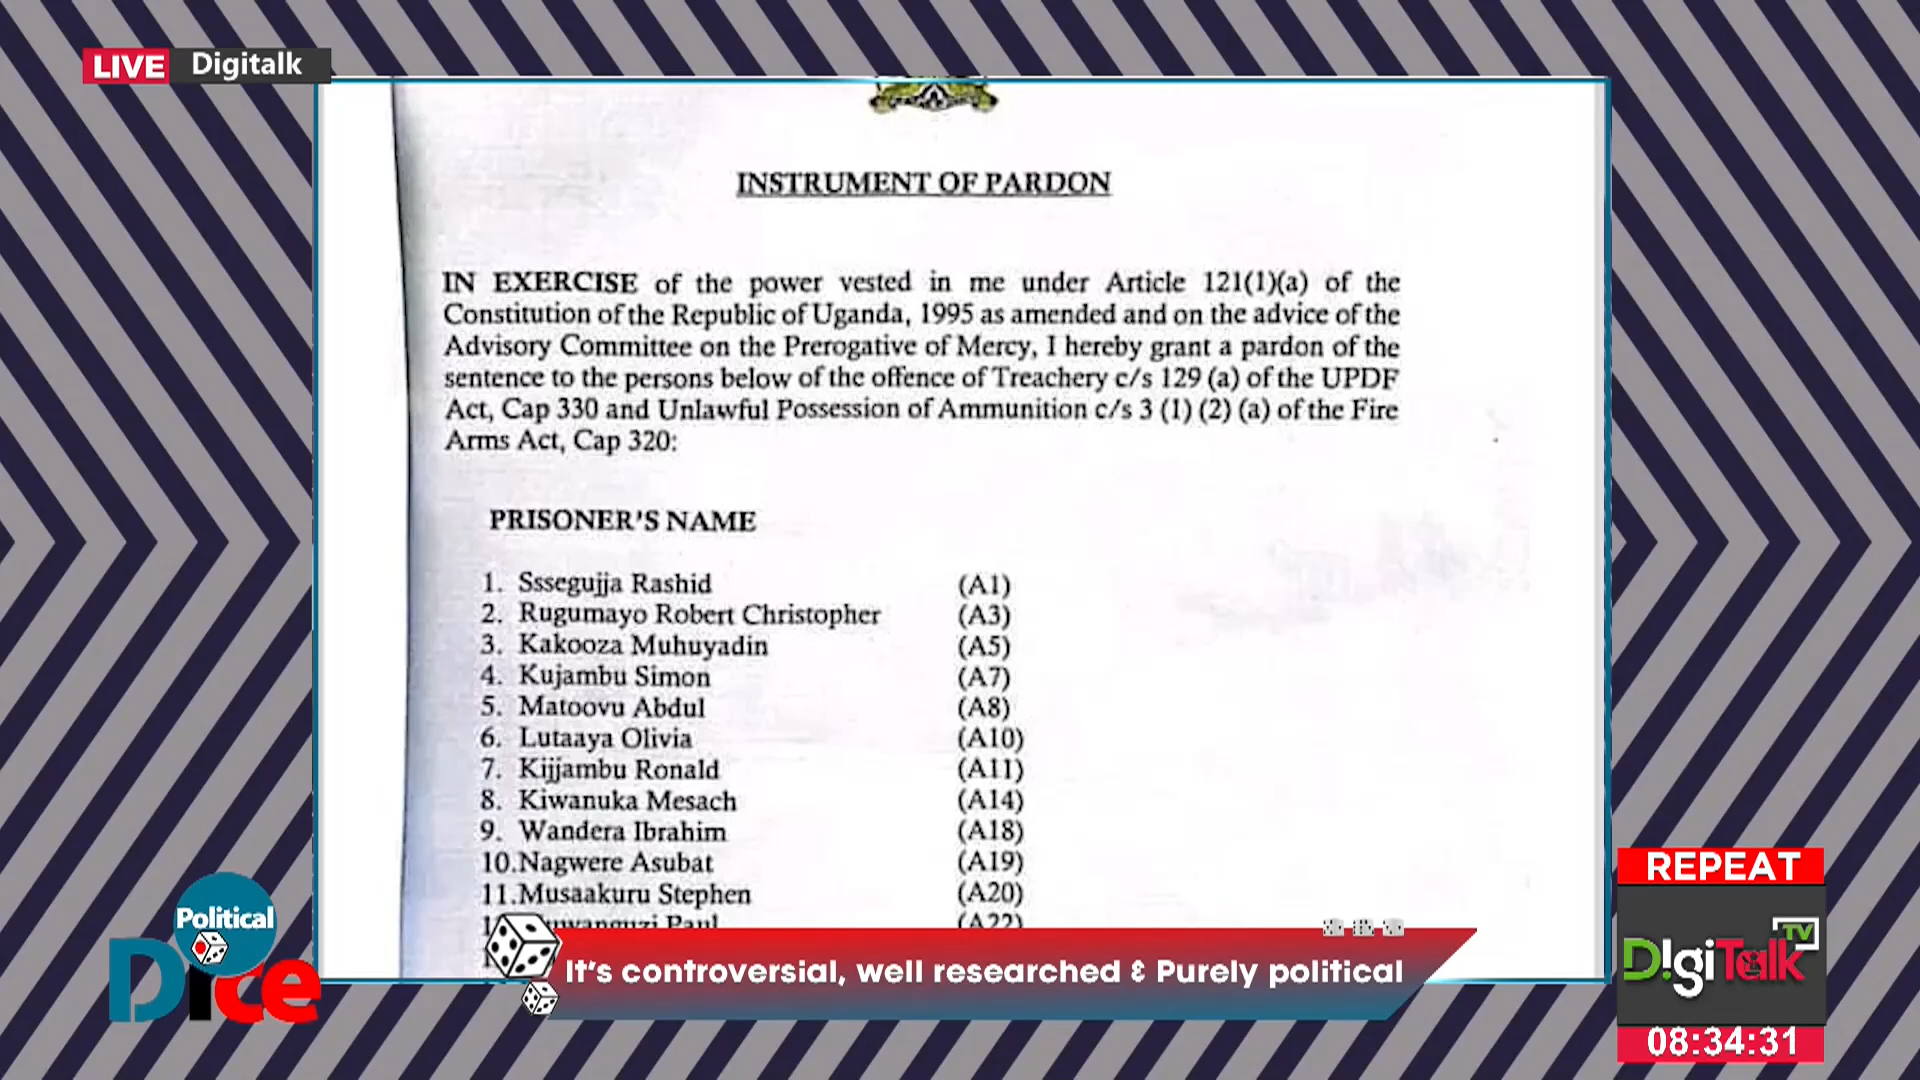 LIVE Digitalk
INSTRUMENT OF PARDON
IN EXERCISE of the power vested in me under Article 121(1)(a) of the
Constitution of the Republic of Uganda, 1995 as amended and on the advice of the
Advisory Committee on the Prerogative of Mercy, I hereby grant a pardon of the
sentence to the persons below of the offence of Treachery c/s 129 (a) of the UPDF
Act, Cap 330 and Unlawful Possession of Ammunition c/s 3 (1) (2) (a) of the Fire
Arms Act, Cap 320:
PRISONER'S NAME
1. Sssegujja Rashid (A1)
2. Rugumayo Robert Christopher (A3)
3. Kakooza Muhuyadin (A5)
4. Kujambu Simon (A7)
5. Matoovu Abdul (A8)
6. Lutaaya Olivia (A10)
7. Kijjambu Ronald (A11)
8. Kiwanuka Mesach (A14)
9. Wandera Ibrahim (A18)
10.Nagwere Asubat (A19)
11.Musaakuru Stephen (A20)
Paul (A22)
It's controversial, well researched & Purely political
Political
Dice
REPEAT
D!giTalk TV
08:34:31